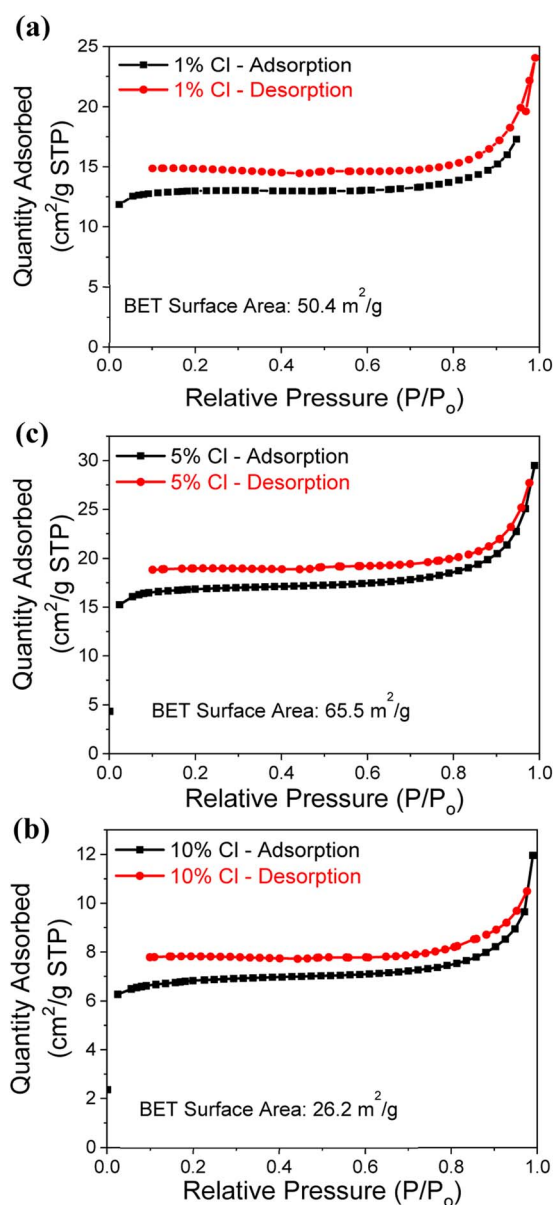 (a)
25
20
15
10
5
0
1% Cl - Adsorption
1% Cl - Desorption
Quantity Adsorbed
(cm²/g STP)
BET Surface Area: 50.4 m²/g
0.0 0.2 0.4 0.6 0.8 1.0
Relative Pressure (P/Pₒ)
(c)
30
25
20
15
10
5
0
5% Cl - Adsorption
5% Cl - Desorption
Quantity Adsorbed
(cm²/g STP)
BET Surface Area: 65.5 m²/g
0.0 0.2 0.4 0.6 0.8 1.0
Relative Pressure (P/Pₒ)
(b)
12
10
8
6
4
2
0
10% Cl - Adsorption
10% Cl - Desorption
Quantity Adsorbed
(cm²/g STP)
BET Surface Area: 26.2 m²/g
0.0 0.2 0.4 0.6 0.8 1.0
Relative Pressure (P/Pₒ)